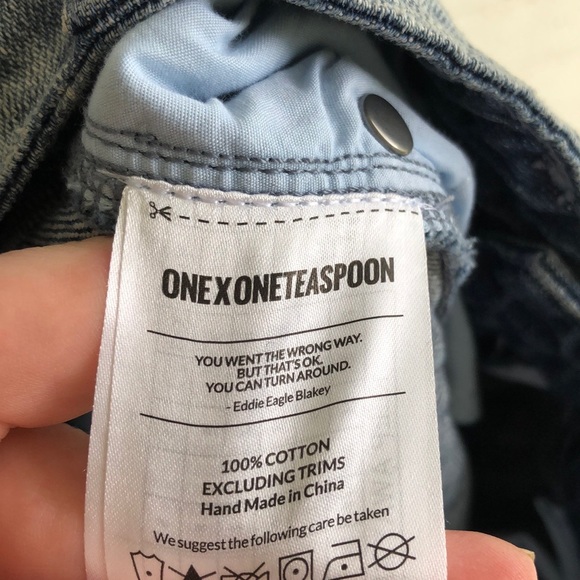 ONEXONETEASPOON
YOU WENT THE WRONG WAY.
BUT THAT'S OK.
YOU CAN TURN AROUND.
- Eddie Eagle Blakey
100% COTTON
EXCLUDING TRIMS
Hand Made in China
We suggest the following care be taken